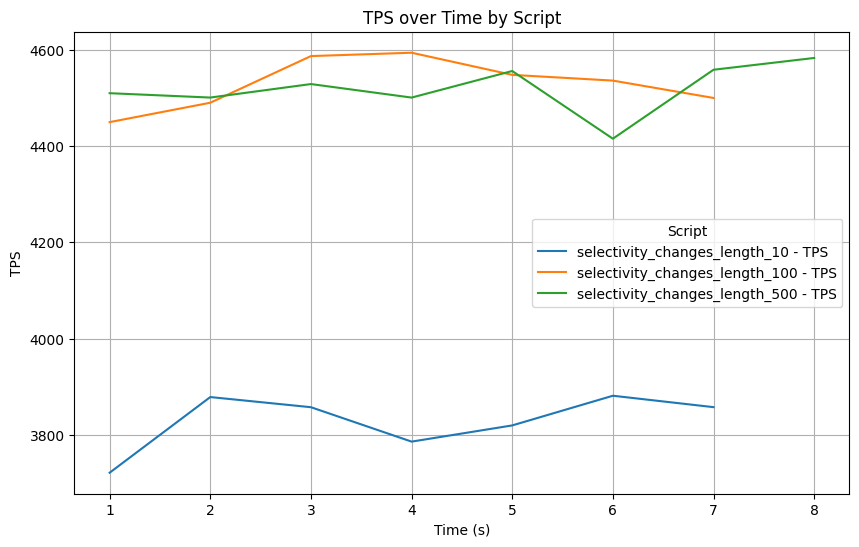 TPS over Time by Script
4600
4400
4200
4000
3800
TPS
Script
selectivity_changes_length_10 - TPS
selectivity_changes_length_100 - TPS
selectivity_changes_length_500 - TPS
1 2 3 4 5 6 7 8
Time (s)